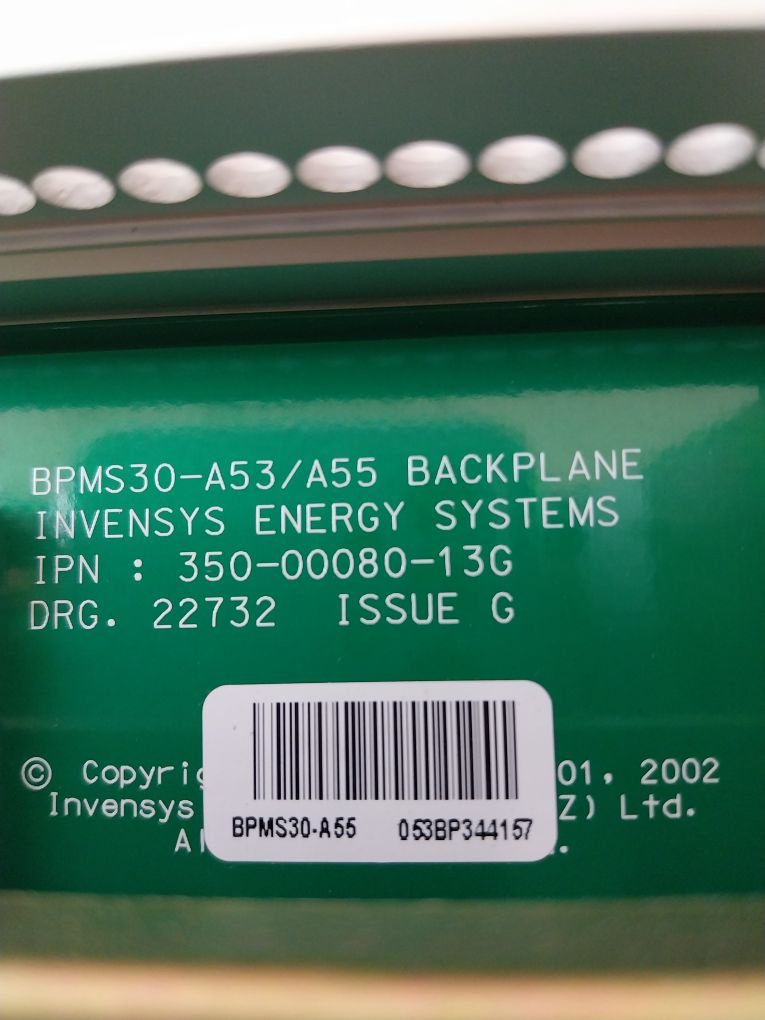 BPMS30-A53/A55 BACKPLANE
INVENSYS ENERGY SYSTEMS
IPN : 350-00080-13G
DRG. 22732 ISSUE G
© 01, 2002
Invensys Z) Ltd.
BPMS30-A55 053BP344157